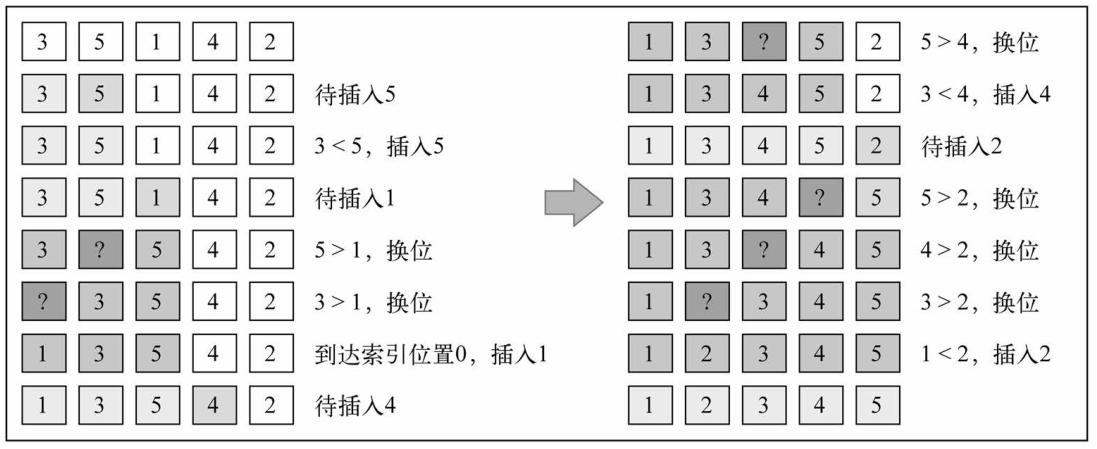 3 5 1 4 2
3 5 1 4 2 待插入5
3 5 1 4 2 3 < 5，插入5
3 5 1 4 2 待插入1
3 ? 5 4 2 5 > 1，换位
? 3 5 4 2 3 > 1，换位
1 3 5 4 2 到达索引位置0，插入1
1 3 5 4 2 待插入4
1 3 ? 5 2 5 > 4，换位
1 3 4 5 2 3 < 4，插入4
1 3 4 5 2 待插入2
1 3 4 ? 5 5 > 2，换位
1 3 ? 4 5 4 > 2，换位
1 ? 3 4 5 3 > 2，换位
1 2 3 4 5 1 < 2，插入2
1 2 3 4 5